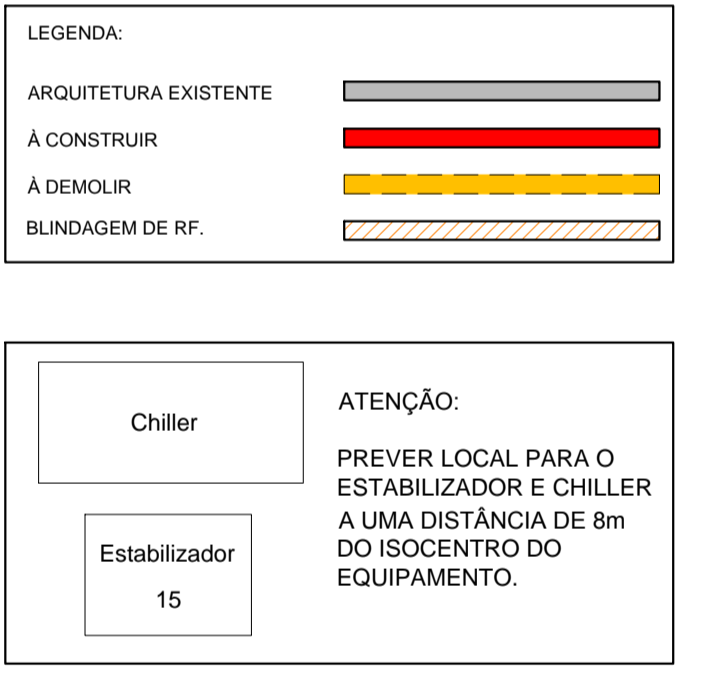 LEGENDA:
ARQUITETURA EXISTENTE
À CONSTRUIR
À DEMOLIR
BLINDAGEM DE RF.
Chiller
Estabilizador
15
ATENÇÃO:
PREVER LOCAL PARA O
ESTABILIZADOR E CHILLER
A UMA DISTÂNCIA DE 8m
DO ISOCENTRO DO
EQUIPAMENTO.